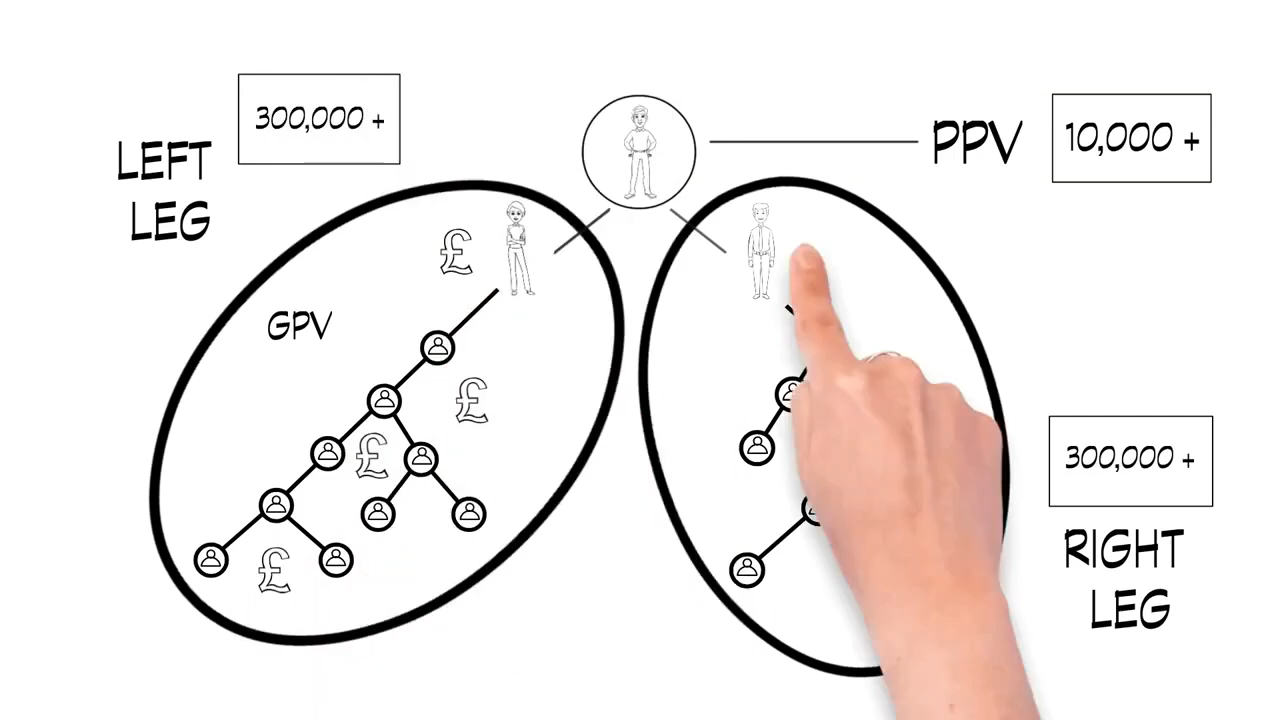 300,000 +
LEFT
LEG
PPV
10,000 +
£
GPV
£
£
£
300,000 +
RIGHT
LEG